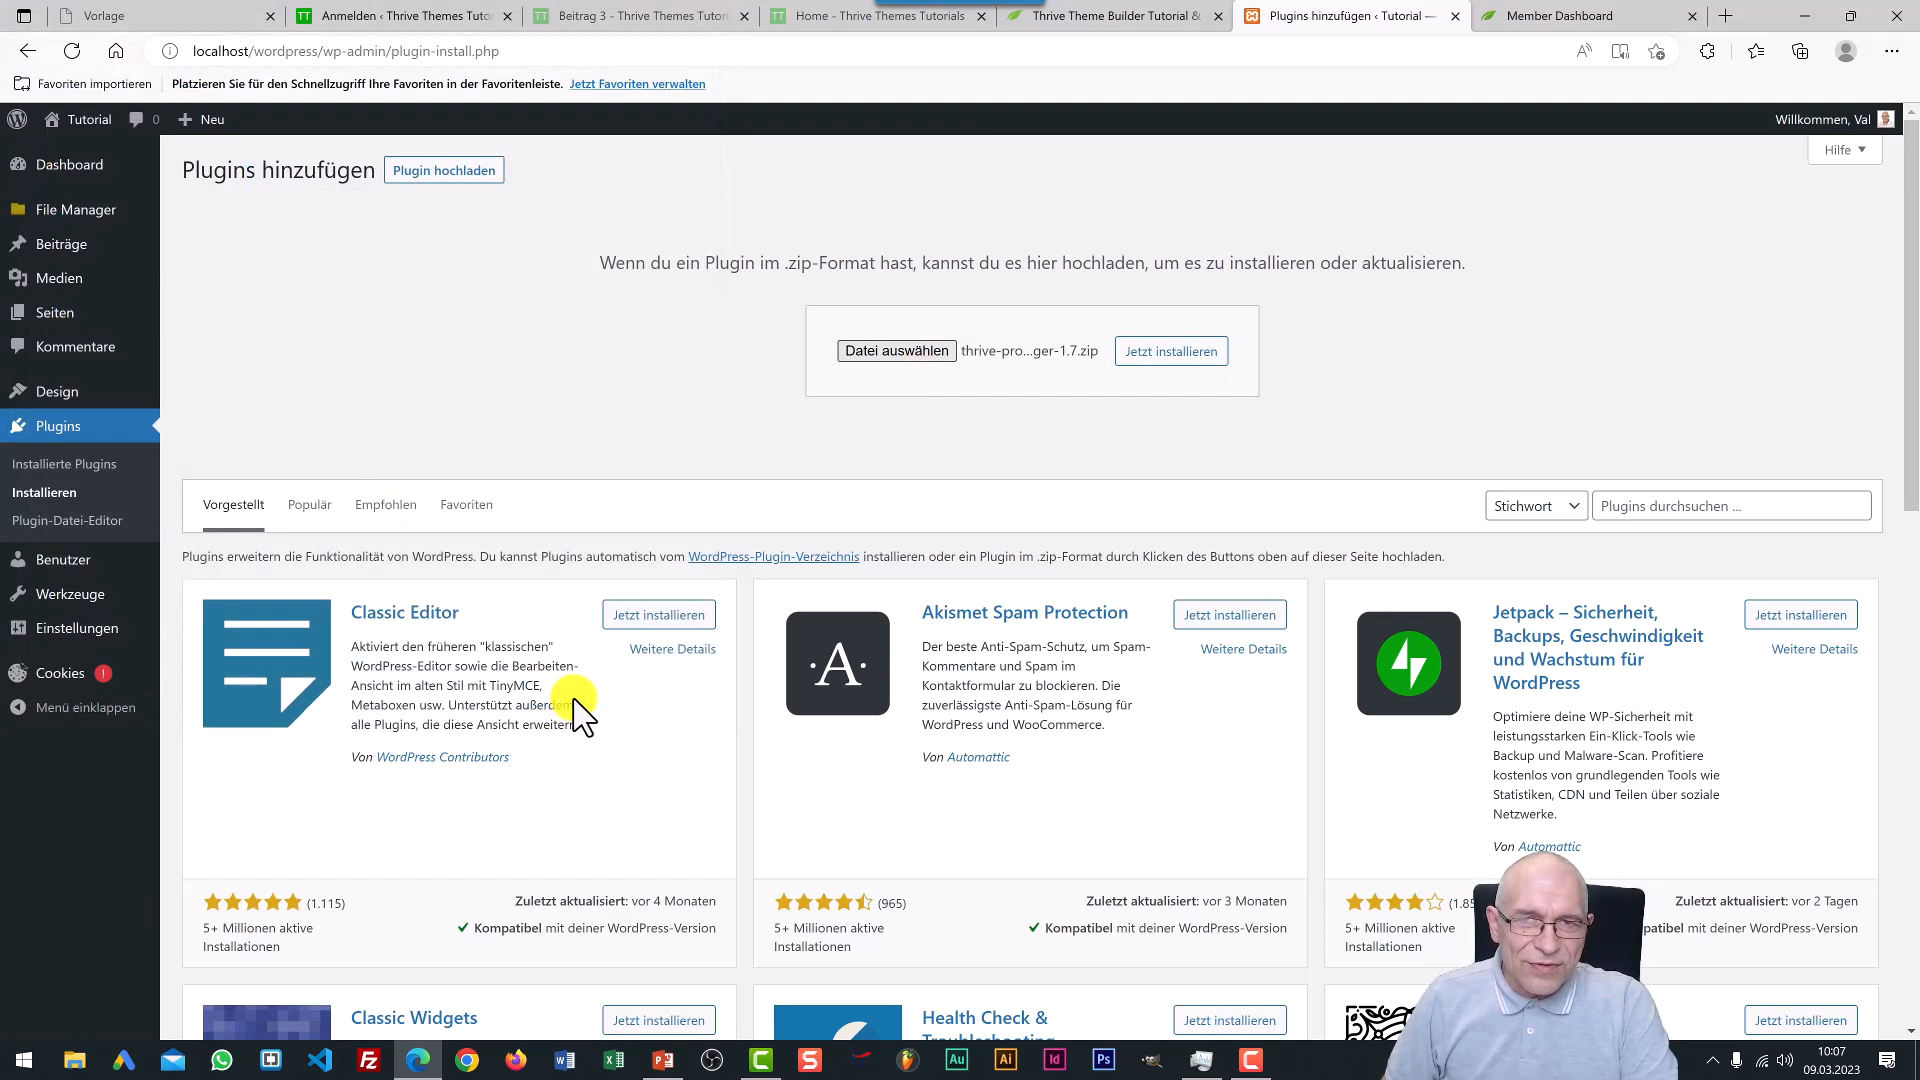 Vorlage
Anmelden ‹ Thrive Themes Tutor
Beitrag 3 - Thrive Themes Tutori
Home - Thrive Themes Tutorials
Thrive Theme Builder Tutorial &
Plugins hinzufügen ‹ Tutorial —
Member Dashboard
localhost/wordpress/wp-admin/plugin-install.php
Favoriten importieren
Platzieren Sie für den Schnellzugriff Ihre Favoriten in der Favoritenleiste. Jetzt Favoriten verwalten
Tutorial
0
Neu
Willkommen, Val
Dashboard
File Manager
Beiträge
Medien
Seiten
Kommentare
Design
Plugins
Installierte Plugins
Installieren
Plugin-Datei-Editor
Benutzer
Werkzeuge
Einstellungen
Cookies !
Menü einklappen
Plugins hinzufügen
Plugin hochladen
Hilfe
Wenn du ein Plugin im .zip-Format hast, kannst du es hier hochladen, um es zu installieren oder aktualisieren.
Datei auswählen thrive-pro...ger-1.7.zip
Jetzt installieren
Vorgestellt
Populär
Empfohlen
Favoriten
Stichwort
Plugins durchsuchen ...
Plugins erweitern die Funktionalität von WordPress. Du kannst Plugins automatisch vom WordPress-Plugin-Verzeichnis installieren oder ein Plugin im .zip-Format durch Klicken des Buttons oben auf dieser Seite hochladen.
Classic Editor
Jetzt installieren
Weitere Details
Aktiviert den früheren "klassischen"
WordPress-Editor sowie die Bearbeiten-
Ansicht im alten Stil mit TinyMCE,
Metaboxen usw. Unterstützt außerdem
alle Plugins, die diese Ansicht erweitern
Von WordPress Contributors
(1.115)
5+ Millionen aktive
Installationen
Zuletzt aktualisiert: vor 4 Monaten
Kompatibel mit deiner WordPress-Version
Akismet Spam Protection
Jetzt installieren
Weitere Details
·A·
Der beste Anti-Spam-Schutz, um Spam-
Kommentare und Spam im
Kontaktformular zu blockieren. Die
zuverlässigste Anti-Spam-Lösung für
WordPress und WooCommerce.
Von Automattic
(965)
5+ Millionen aktive
Installationen
Zuletzt aktualisiert: vor 3 Monaten
Kompatibel mit deiner WordPress-Version
Jetpack – Sicherheit,
Backups, Geschwindigkeit
und Wachstum für
WordPress
Jetzt installieren
Weitere Details
Optimiere deine WP-Sicherheit mit
leistungsstarken Ein-Klick-Tools wie
Backup und Malware-Scan. Profitiere
kostenlos von grundlegenden Tools wie
Statistiken, CDN und Teilen über soziale
Netzwerke.
Von Automattic
(1.85
5+ Millionen aktive
Installationen
Zuletzt aktualisiert: vor 2 Tagen
patibel mit deiner WordPress-Version
Classic Widgets
Jetzt installieren
Health Check &
Troubleshooting
Jetzt installieren
Jetzt installieren
10:07
09.03.2023